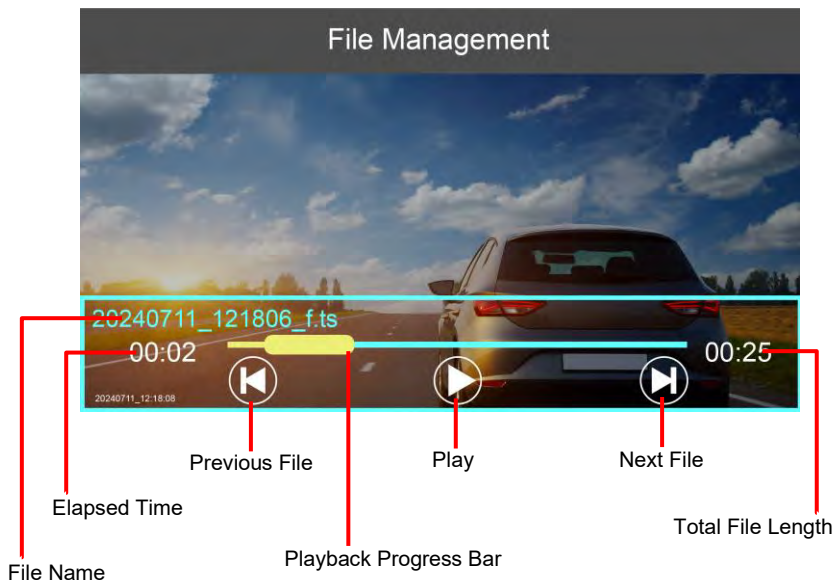 File Management
20240711_121806_f.ts
00:02
00:25
20240711_12:18:08
Previous File
Play
Next File
Elapsed Time
Total File Length
Playback Progress Bar
File Name